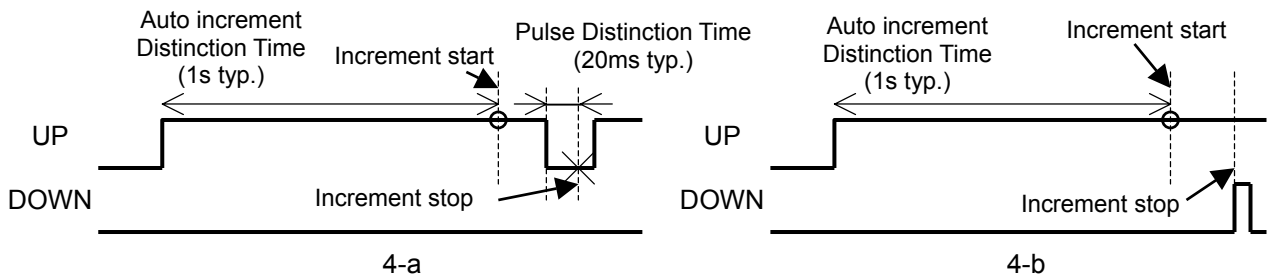 Auto increment
Distinction Time
(1s typ.)
Increment start
Pulse Distinction Time
(20ms typ.)
UP
DOWN
Increment stop
4-a
Auto increment
Distinction Time
(1s typ.)
Increment start
UP
DOWN
Increment stop
4-b